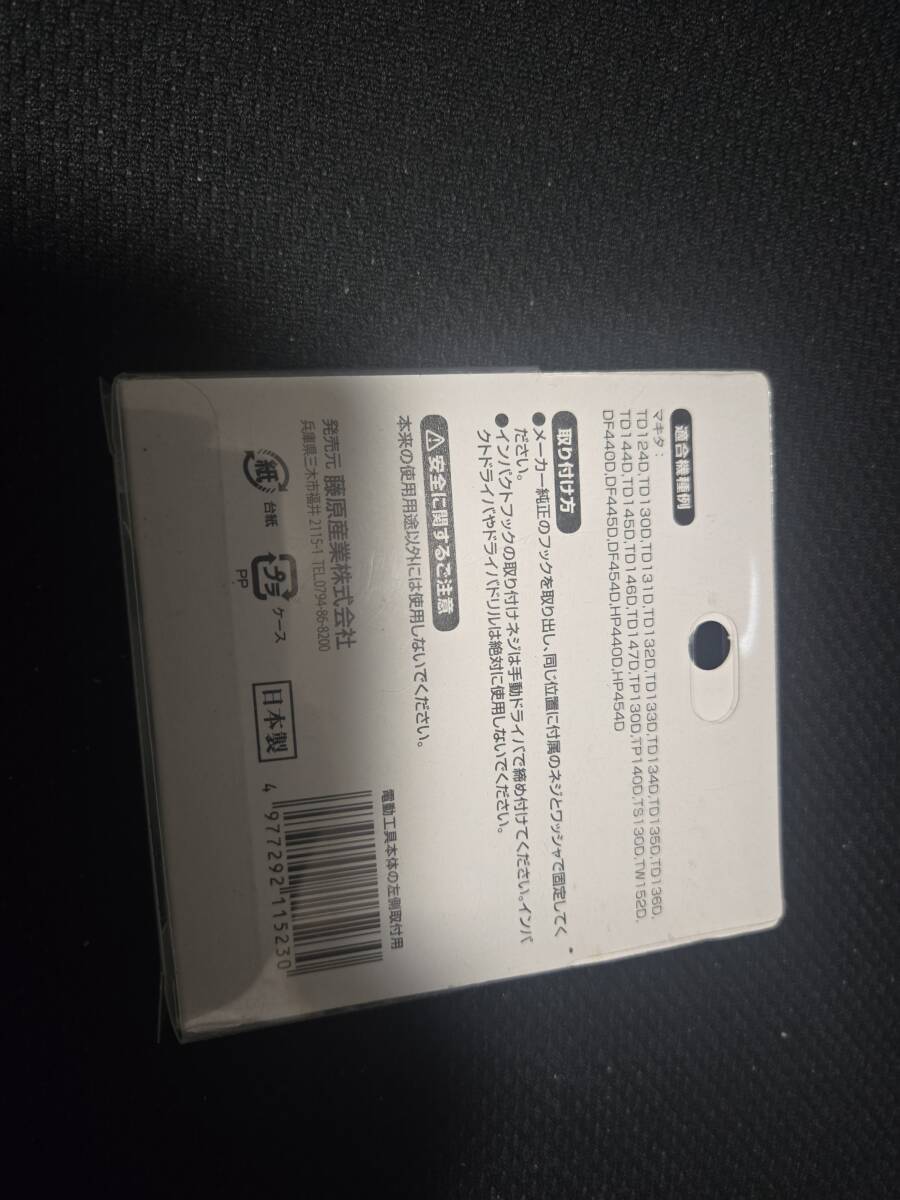 適合機種例
マキタ：
TD124D,TD130D,TD131D,TD132D,TD133D,TD134D,TD135D,TD136D,
TD144D,TD145D,TD146D,TD147D,TP130D,TP140D,TS130D,TW152D,
DF440D,DF445D,DF454D,HP440D,HP454D
取り付け方
●メーカー純正のフックを取り出し、同じ位置に付属のネジとワッシャで固定してく
ださい。
●インパクトフックの取り付けネジは手動ドライバで締め付けてください。インパ
クトドライバやドライバドリルは絶対に使用しないでください。
⚠安全に関するご注意
本来の使用用途以外には使用しないでください。
電動工具本体の左側取付用
発売元 藤原産業株式会社
兵庫県三木市福井 2115-1 TEL.0794-86-8200
紙 台紙
プラ ケース
PP
日本製
4 977292 115230